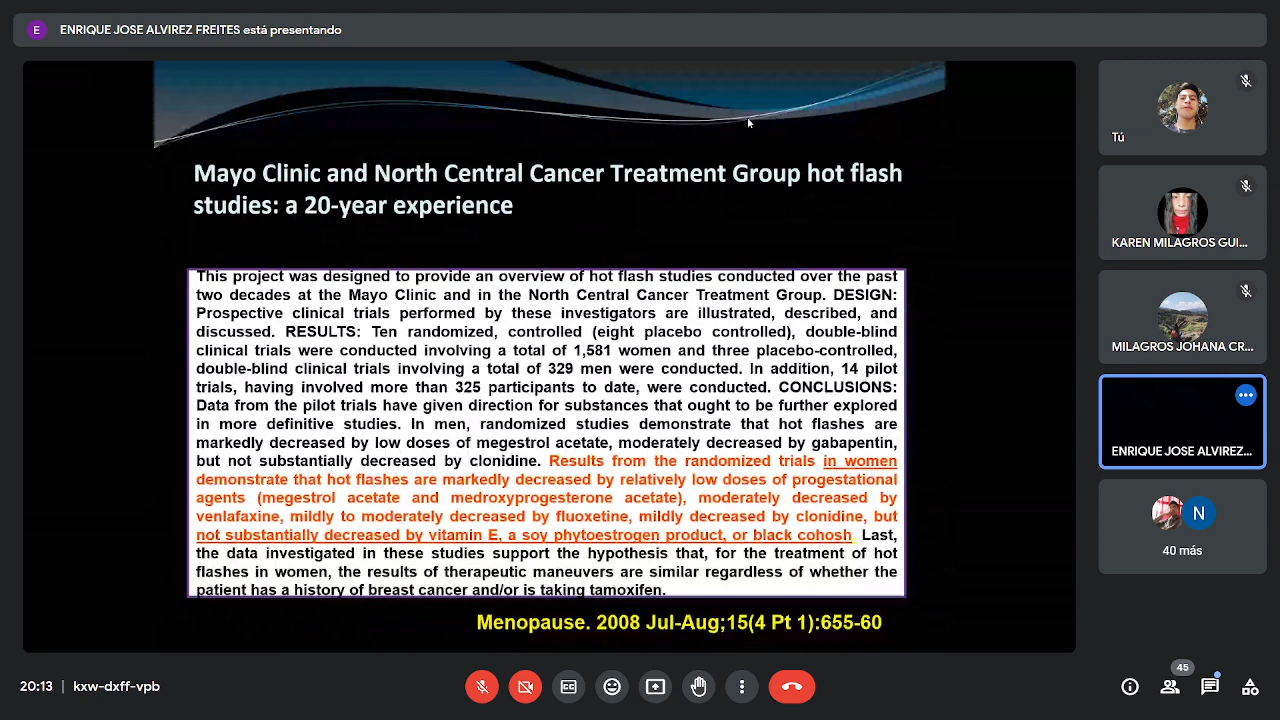 E
ENRIQUE JOSE ALVIREZ FREITES está presentando
Mayo Clinic and North Central Cancer Treatment Group hot flash
studies: a 20-year experience
This project was designed to provide an overview of hot flash studies conducted over the past
two decades at the Mayo Clinic and in the North Central Cancer Treatment Group. DESIGN:
Prospective clinical trials performed by these investigators are illustrated, described, and
discussed. RESULTS: Ten randomized, controlled (eight placebo controlled), double-blind
clinical trials were conducted involving a total of 1,581 women and three placebo-controlled,
double-blind clinical trials involving a total of 329 men were conducted. In addition, 14 pilot
trials, having involved more than 325 participants to date, were conducted. CONCLUSIONS:
Data from the pilot trials have given direction for substances that ought to be further explored
in more definitive studies. In men, randomized studies demonstrate that hot flashes are
markedly decreased by low doses of megestrol acetate, moderately decreased by gabapentin,
but not substantially decreased by clonidine. Results from the randomized trials in women
demonstrate that hot flashes are markedly decreased by relatively low doses of progestational
agents (megestrol acetate and medroxyprogesterone acetate), moderately decreased by
venlafaxine, mildly to moderately decreased by fluoxetine, mildly decreased by clonidine, but
not substantially decreased by vitamin E, a soy phytoestrogen product, or black cohosh. Last,
the data investigated in these studies support the hypothesis that, for the treatment of hot
flashes in women, the results of therapeutic maneuvers are similar regardless of whether the
patient has a history of breast cancer and/or is taking tamoxifen.
Menopause. 2008 Jul-Aug;15(4 Pt 1):655-60
Tú
KAREN MILAGROS GUI...
MILAGROS JOHANA CR...
ENRIQUE JOSE ALVIREZ...
N
40 más
20:13 | kxw-dxff-vpb
45